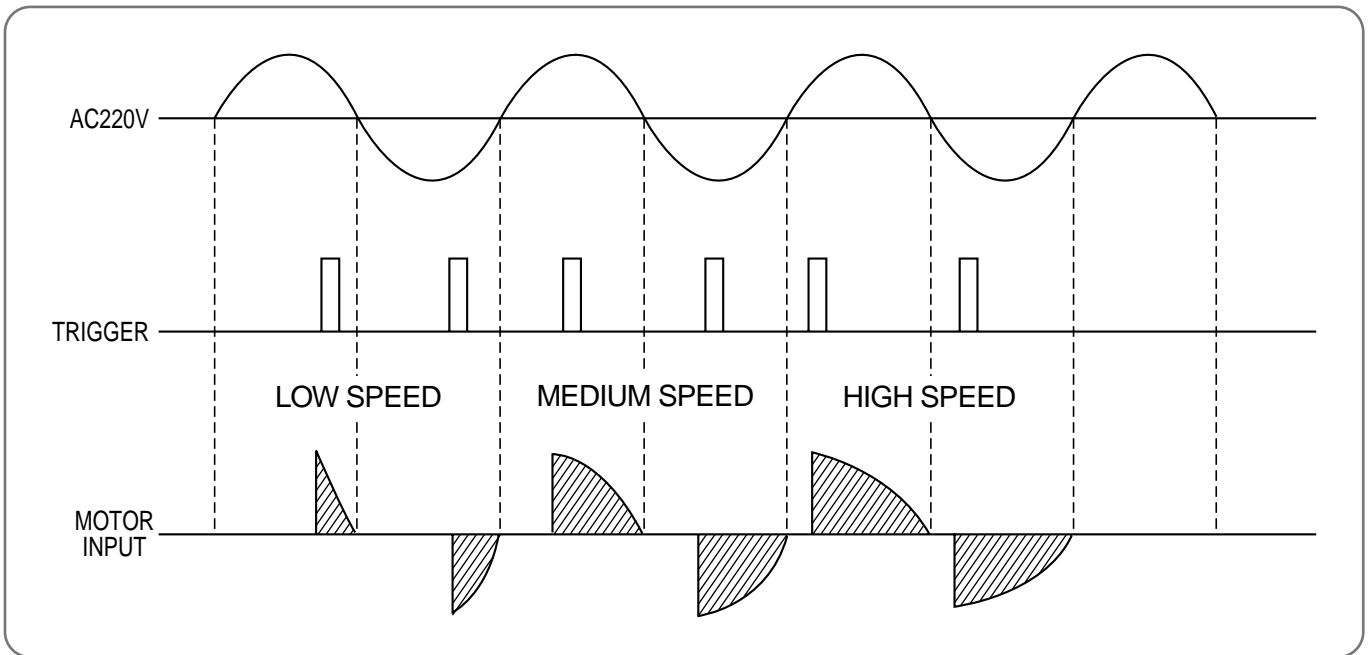 AC220V
TRIGGER
LOW SPEED
MEDIUM SPEED
HIGH SPEED
MOTOR
INPUT